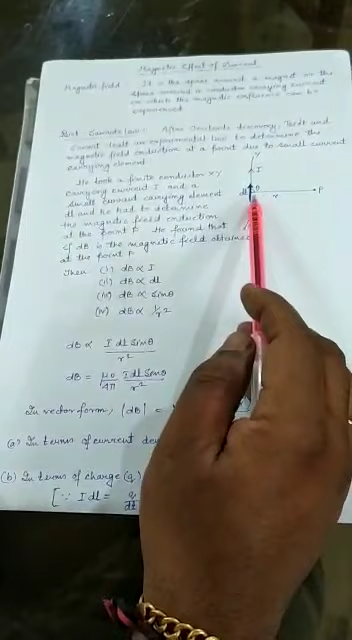 Magnetic Effect of Current
Magnetic field It is the space around a magnet or the
space around a conductor carrying current
in which the magnetic influence can be
experienced
Biot Savarts law: After Oersteds discovery, Biot and
Savart dealt an experimental law to determine the
magnetic field induction at a point due to small current
carrying element
He took a finite conductor XY
carrying current I and a
small current carrying element
dl and he had to determine
the magnetic field induction
at the point P. He found that
if dB is the magnetic field obtained
at the point P
Y
I
dl θ
r
P
Then (i) dB ∝ I
(ii) dB ∝ dl
(iii) dB ∝ sinθ
(iv) dB ∝ 1/r²
dB ∝ I dl sinθ / r²
dB = μ0/4π I dl sinθ / r²
In vector form, |dB| =
(a) In terms of current
(b) In terms of charge (q)
[∵ I dl = q/dt